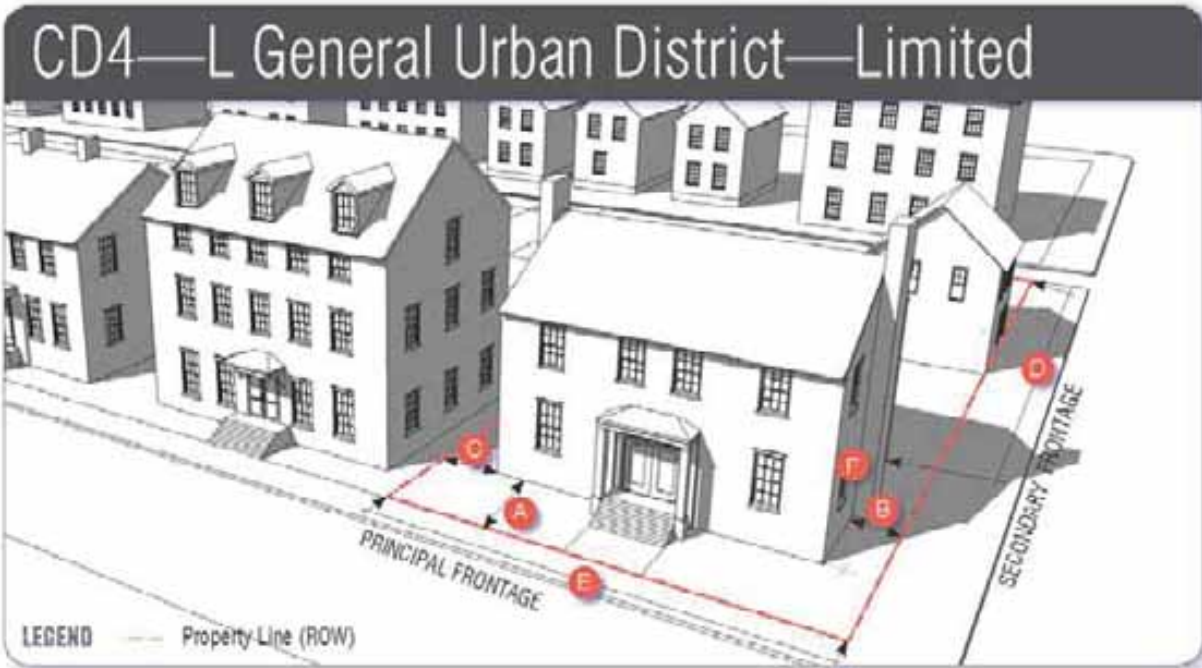 CD4—L General Urban District—Limited
C
A
D
F
B
E
PRINCIPAL FRONTAGE
SECONDARY FRONTAGE
LEGEND
Property Line (ROW)